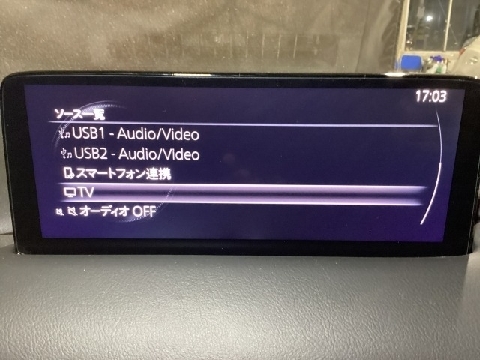 17:03
ソース一覧
USB1 - Audio/Video
USB2 - Audio/Video
スマートフォン連携
TV
オーディオ OFF